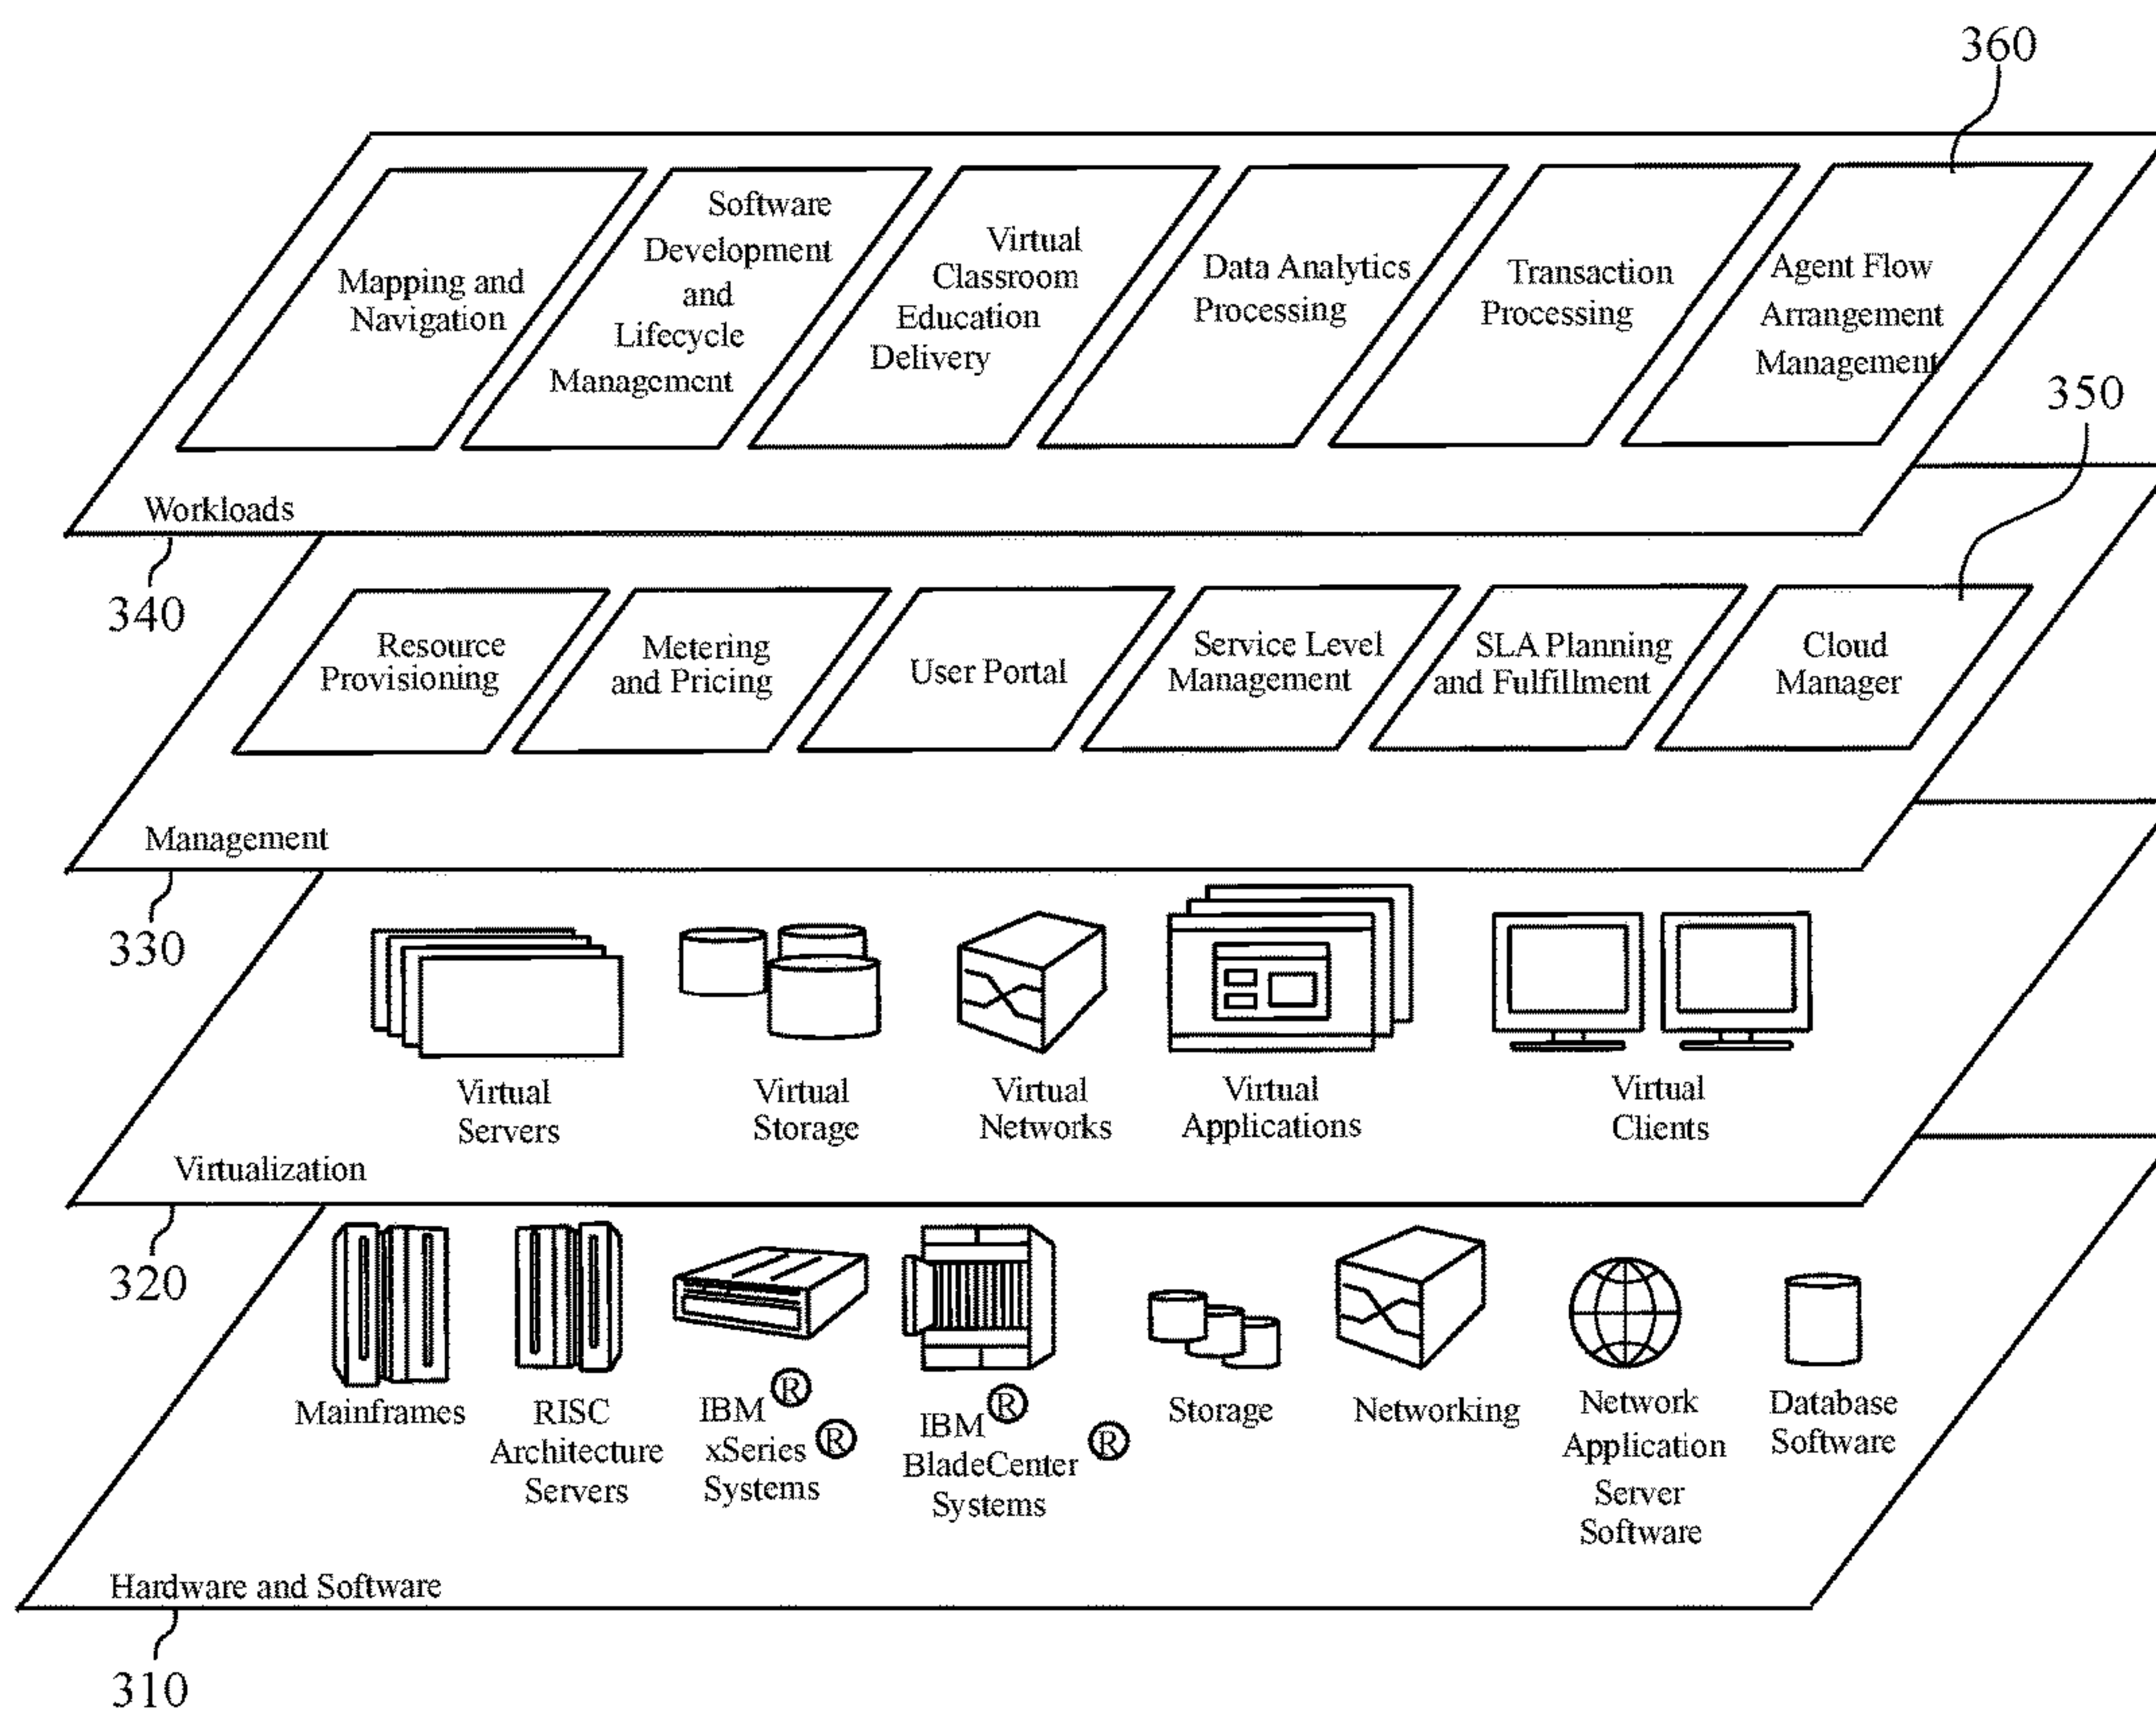 360
Mapping and
Navigation
Software
Development
and
Lifecycle
Management
Virtual
Classroom
Education
Delivery
Data Analytics
Processing
Transaction
Processing
Agent Flow
Arrangement
Management
350
Workloads
340
Resource
Provisioning
Metering
and Pricing
User Portal
Service Level
Management
SLA Planning
and Fulfillment
Cloud
Manager
Management
330
Virtual
Servers
Virtual
Storage
Virtual
Networks
Virtual
Applications
Virtual
Clients
Virtualization
320
Mainframes
RISC
Architecture
Servers
IBM ®
xSeries ®
Systems
IBM ®
BladeCenter ®
Systems
Storage
Networking
Network
Application
Server
Software
Database
Software
Hardware and Software
310